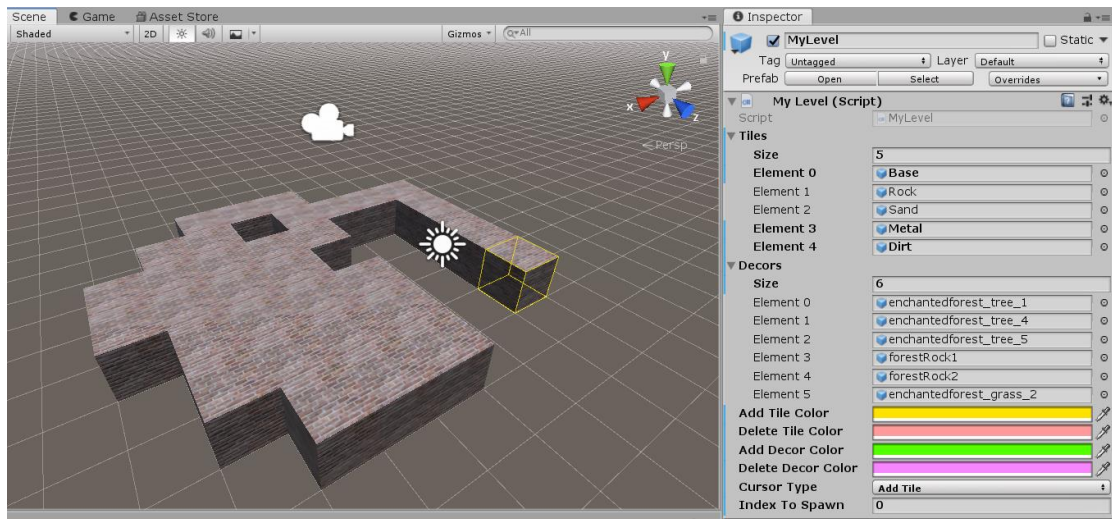 Scene Game Asset Store
Shaded 2D Gizmos Q▾All
y
x
z
Persp
Inspector
MyLevel Static
Tag Untagged Layer Default
Prefab Open Select Overrides
My Level (Script)
Script MyLevel
Tiles
Size 5
Element 0 Base
Element 1 Rock
Element 2 Sand
Element 3 Metal
Element 4 Dirt
Decors
Size 6
Element 0 enchantedforest_tree_1
Element 1 enchantedforest_tree_4
Element 2 enchantedforest_tree_5
Element 3 forestRock1
Element 4 forestRock2
Element 5 enchantedforest_grass_2
Add Tile Color
Delete Tile Color
Add Decor Color
Delete Decor Color
Cursor Type Add Tile
Index To Spawn 0